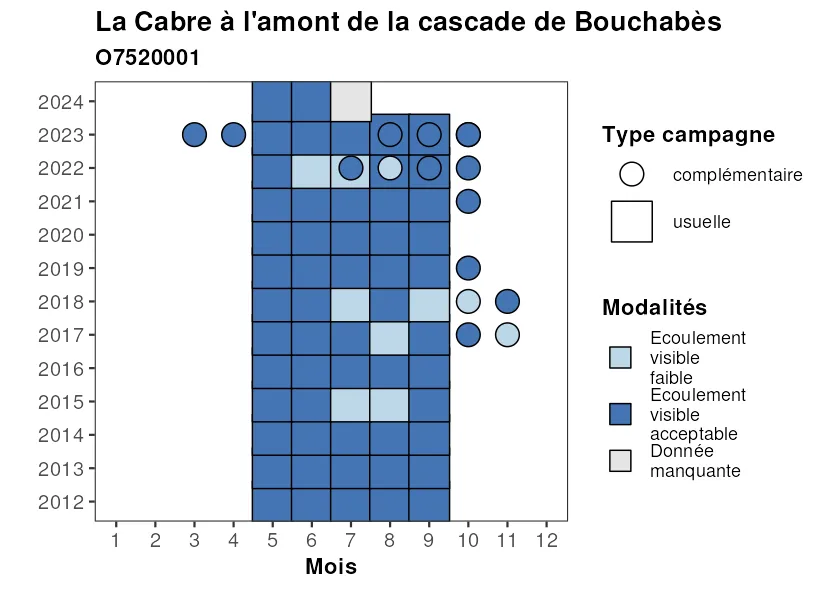 La Cabre à l'amont de la cascade de Bouchabès
O7520001
2024
2023
2022
2021
2020
2019
2018
2017
2016
2015
2014
2013
2012
1 2 3 4 5 6 7 8 9 10 11 12
Mois
Type campagne
complémentaire
usuelle
Modalités
Ecoulement
visible
faible
Ecoulement
visible
acceptable
Donnée
manquante